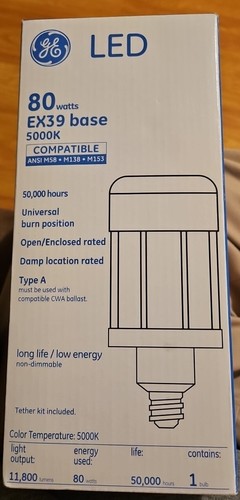 GE LED
80 watts
EX39 base
5000K
COMPATIBLE
ANSI M58 • M138 • M153
50,000 hours
Universal
burn position
Open/Enclosed rated
Damp location rated
Type A
must be used with
compatible CWA ballast.
long life / low energy
non-dimmable
Tether kit included.
Color Temperature: 5000K
light output: energy used: life: contains:
11,800 lumens 80 watts 50,000 hours 1 bulb